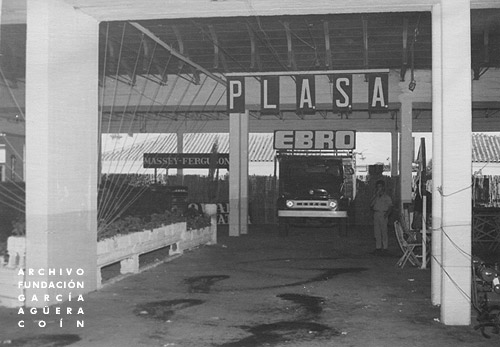 P L A. S. A.
EBRO
MASSEY-FERGUSON
ARCHIVO
FUNDACIÓN
GARCÍA
AGÜERA
COÍN